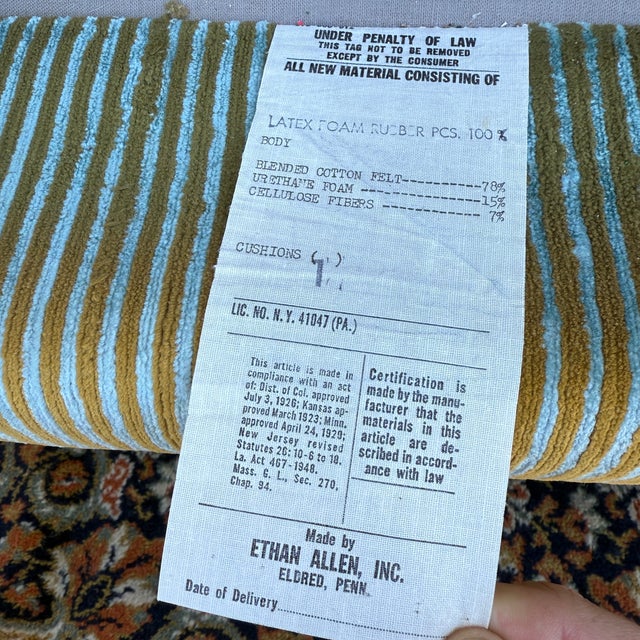 UNDER PENALTY OF LAW
THIS TAG NOT TO BE REMOVED
EXCEPT BY THE CONSUMER
ALL NEW MATERIAL CONSISTING OF
LATEX FOAM RUBBER PCS. 100%
BODY
BLENDED COTTON FELT-----------78%
URETHANE FOAM -----------------15%
CELLULOSE FIBERS --------------7%
CUSHIONS (1)
LIC. NO. N.Y. 41047 (PA.)
This article is made in
compliance with an act
of: Dist. of Col. approved
July 3, 1926; Kansas ap-
proved March 1923; Minn.
approved April 24, 1929;
New Jersey revised
Statutes 26: 10-6 to 18.
La. Act 467-1948.
Mass. G. L., Sec. 270,
Chap. 94.
Certification is
made by the manu-
facturer that the
materials in this
article are de-
scribed in accord-
ance with law
Made by
ETHAN ALLEN, INC.
ELDRED, PENN.
Date of Delivery